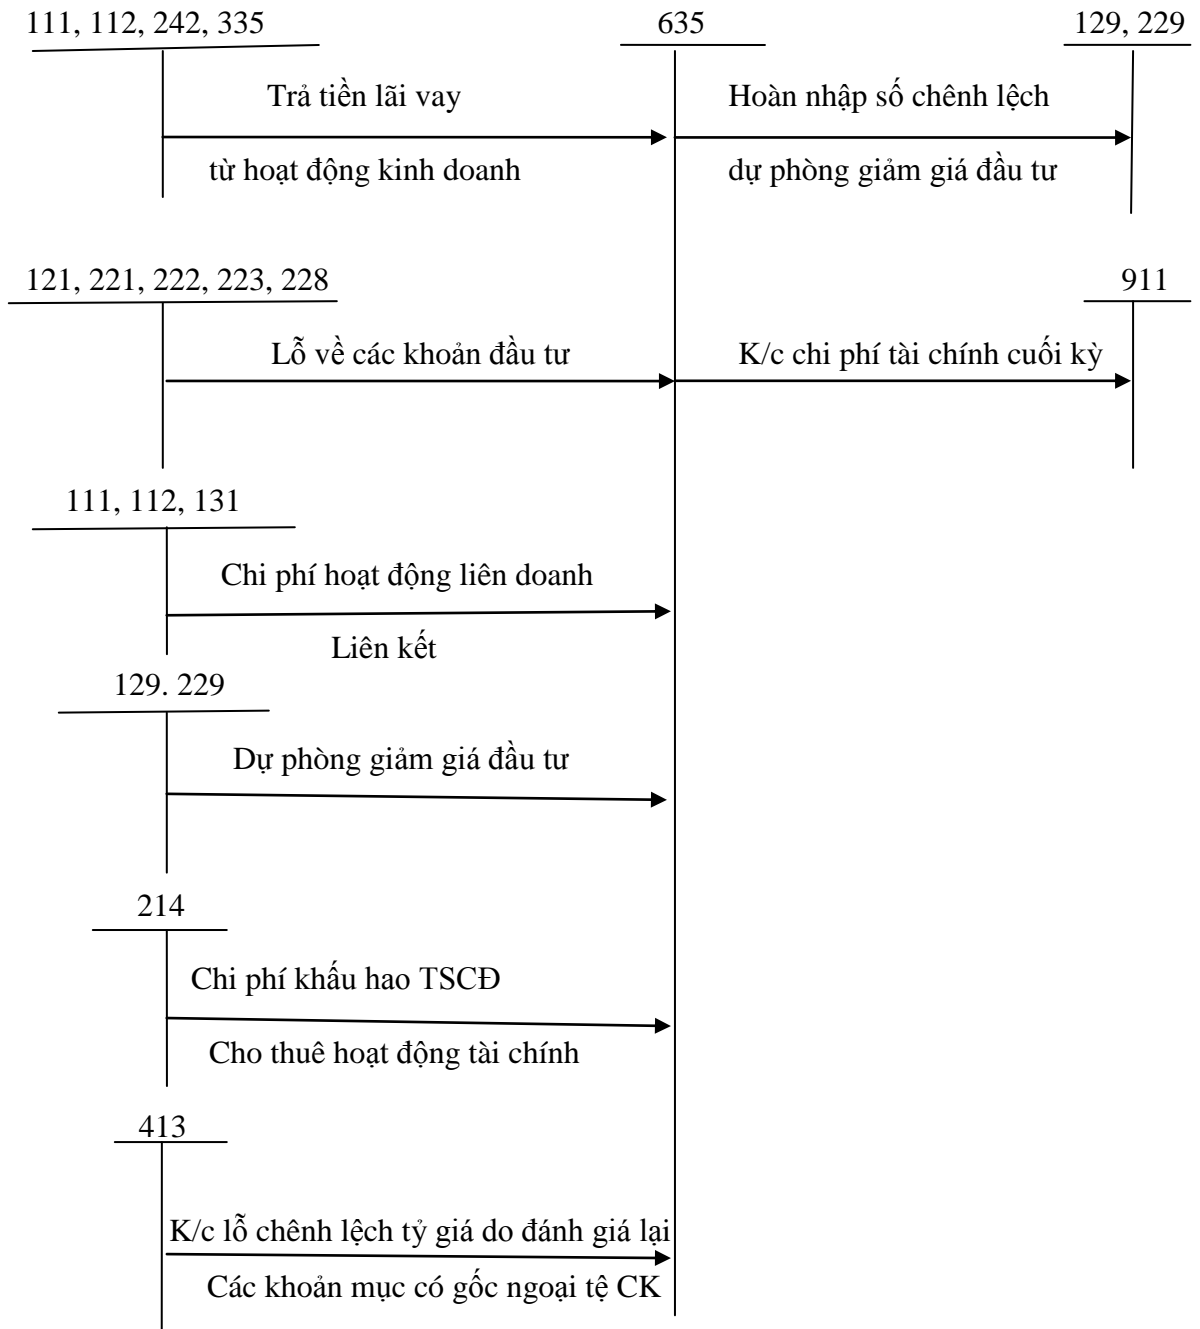 111, 112, 242, 335
635
129, 229
Trả tiền lãi vay
Hoàn nhập số chênh lệch
từ hoạt động kinh doanh
dự phòng giảm giá đầu tư
121, 221, 222, 223, 228
911
Lỗ về các khoản đầu tư
K/c chi phí tài chính cuối kỳ
111, 112, 131
Chi phí hoạt động liên doanh
Liên kết
129. 229
Dự phòng giảm giá đầu tư
214
Chi phí khấu hao TSCĐ
Cho thuê hoạt động tài chính
413
K/c lỗ chênh lệch tỷ giá do đánh giá lại
Các khoản mục có gốc ngoại tệ CK